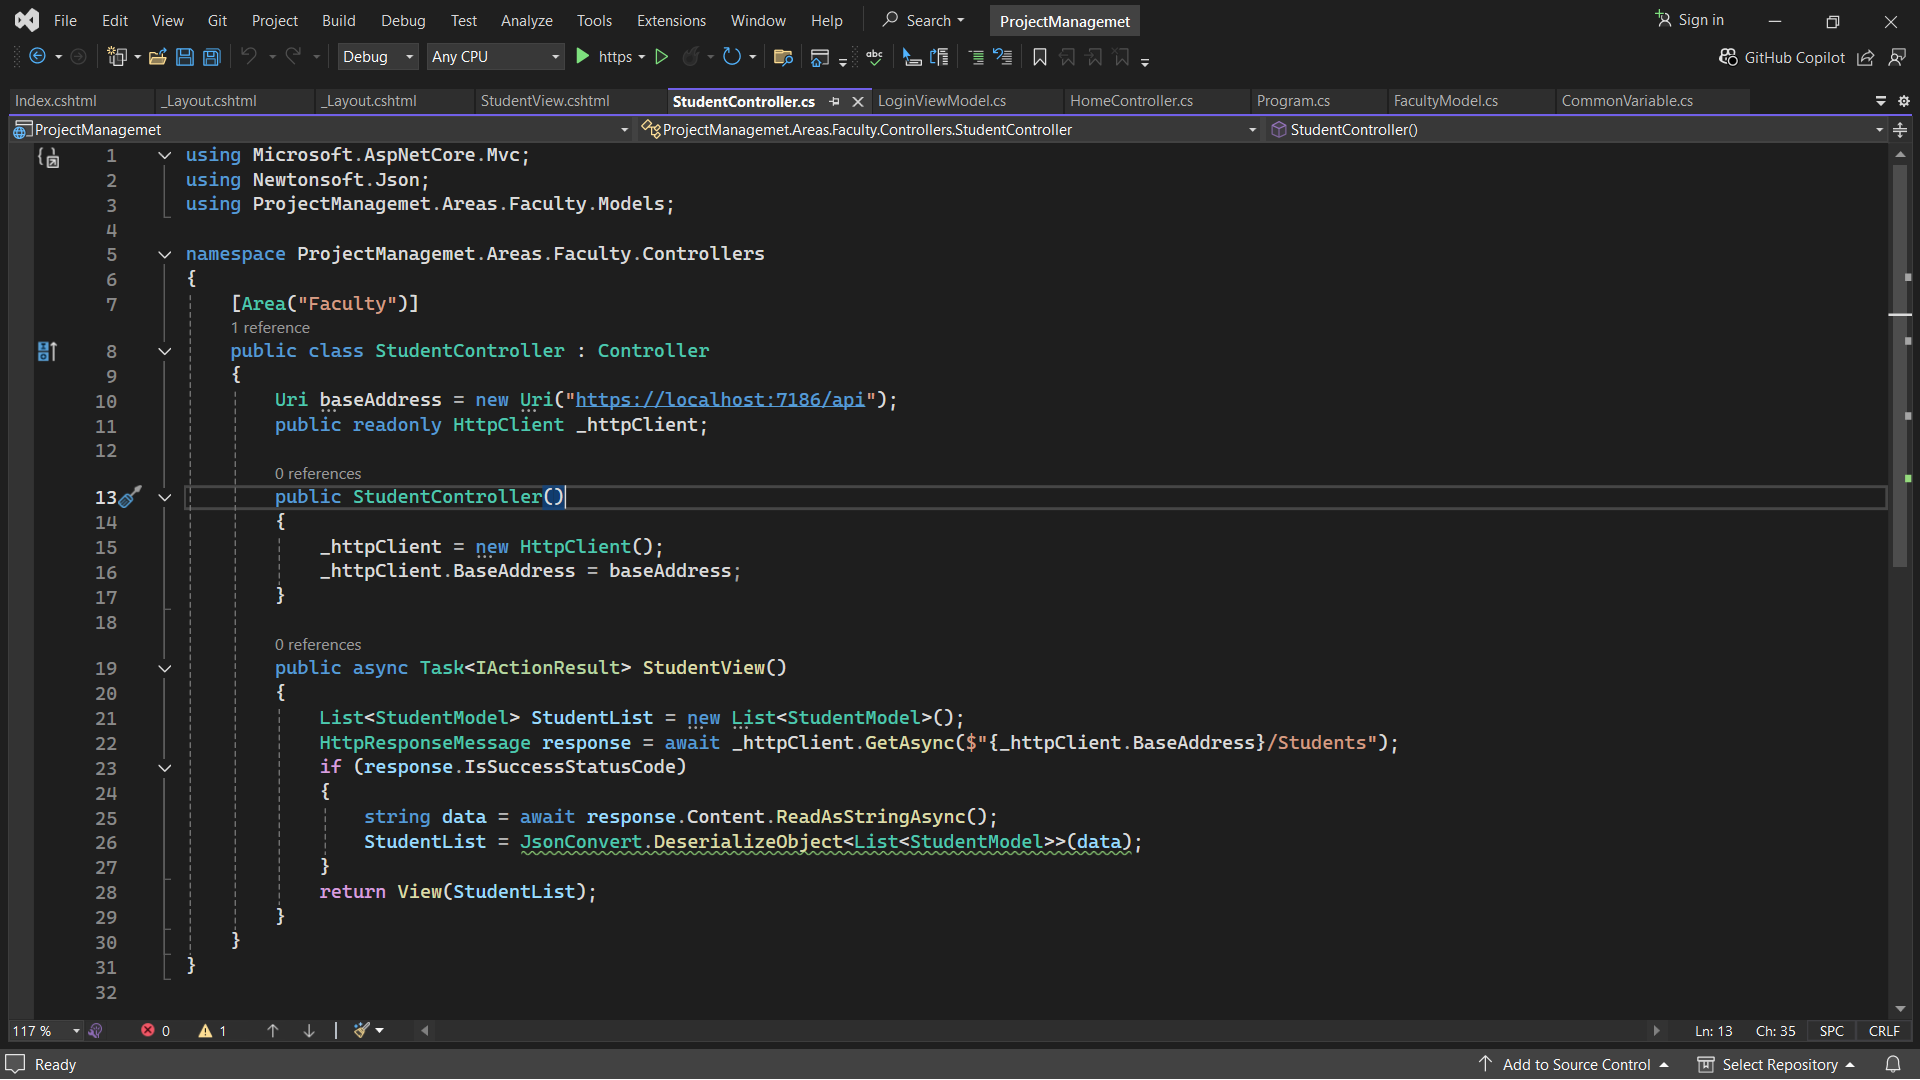 File Edit View Git Project Build Debug Test Analyze Tools Extensions Window Help Search ProjectManagemet Sign in
Debug Any CPU https abc GitHub Copilot
Index.cshtml _Layout.cshtml _Layout.cshtml StudentView.cshtml StudentController.cs LoginViewModel.cs HomeController.cs Program.cs FacultyModel.cs CommonVariable.cs
ProjectManagemet ProjectManagemet.Areas.Faculty.Controllers.StudentController StudentController()
1 using Microsoft.AspNetCore.Mvc;
2 using Newtonsoft.Json;
3 using ProjectManagemet.Areas.Faculty.Models;
4
5 namespace ProjectManagemet.Areas.Faculty.Controllers
6 {
7 [Area("Faculty")]
1 reference
8 public class StudentController : Controller
9 {
10 Uri baseAddress = new Uri("https://localhost:7186/api");
11 public readonly HttpClient _httpClient;
12
0 references
13 public StudentController()
14 {
15 _httpClient = new HttpClient();
16 _httpClient.BaseAddress = baseAddress;
17 }
18
0 references
19 public async Task<IActionResult> StudentView()
20 {
21 List<StudentModel> StudentList = new List<StudentModel>();
22 HttpResponseMessage response = await _httpClient.GetAsync($"{_httpClient.BaseAddress}/Students");
23 if (response.IsSuccessStatusCode)
24 {
25 string data = await response.Content.ReadAsStringAsync();
26 StudentList = JsonConvert.DeserializeObject<List<StudentModel>>(data);
27 }
28 return View(StudentList);
29 }
30 }
31 }
32
117 % 0 1 Ln: 13 Ch: 35 SPC CRLF
Ready Add to Source Control Select Repository